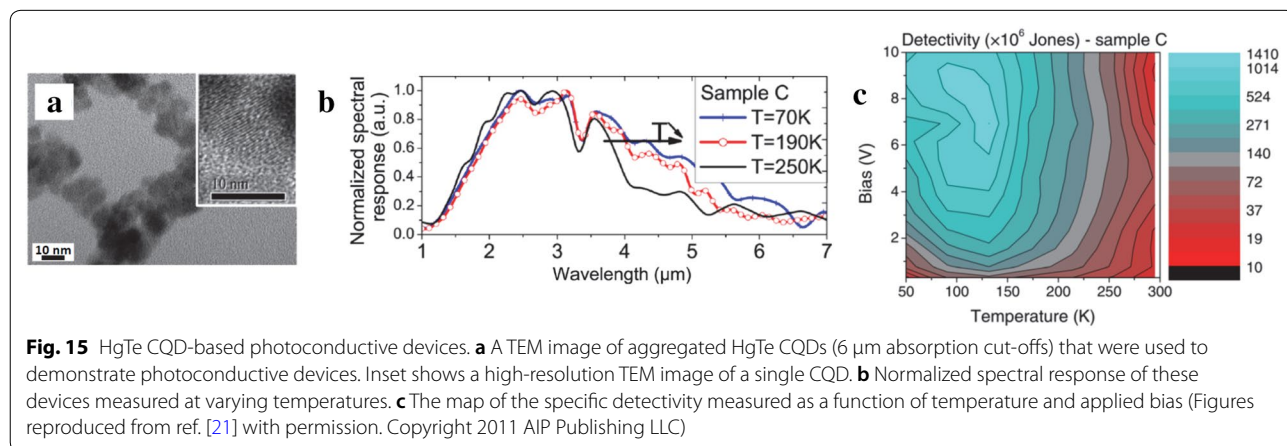 a
10 nm
10 nm
b
Normalized spectral
response (a.u.)
1.0
0.8
0.6
0.4
0.2
0.0
Sample C
T=70K
T=190K
T=250K
T
1 2 3 4 5 6 7
Wavelength (µm)
c
Detectivity (×10⁶ Jones) - sample C
Bias (V)
10
8
6
4
2
50 100 150 200 250 300
Temperature (K)
1410
1014
524
271
140
72
37
19
10
Fig. 15 HgTe CQD-based photoconductive devices. a A TEM image of aggregated HgTe CQDs (6 µm absorption cut-offs) that were used to
demonstrate photoconductive devices. Inset shows a high-resolution TEM image of a single CQD. b Normalized spectral response of these
devices measured at varying temperatures. c The map of the specific detectivity measured as a function of temperature and applied bias (Figures
reproduced from ref. [21] with permission. Copyright 2011 AIP Publishing LLC)